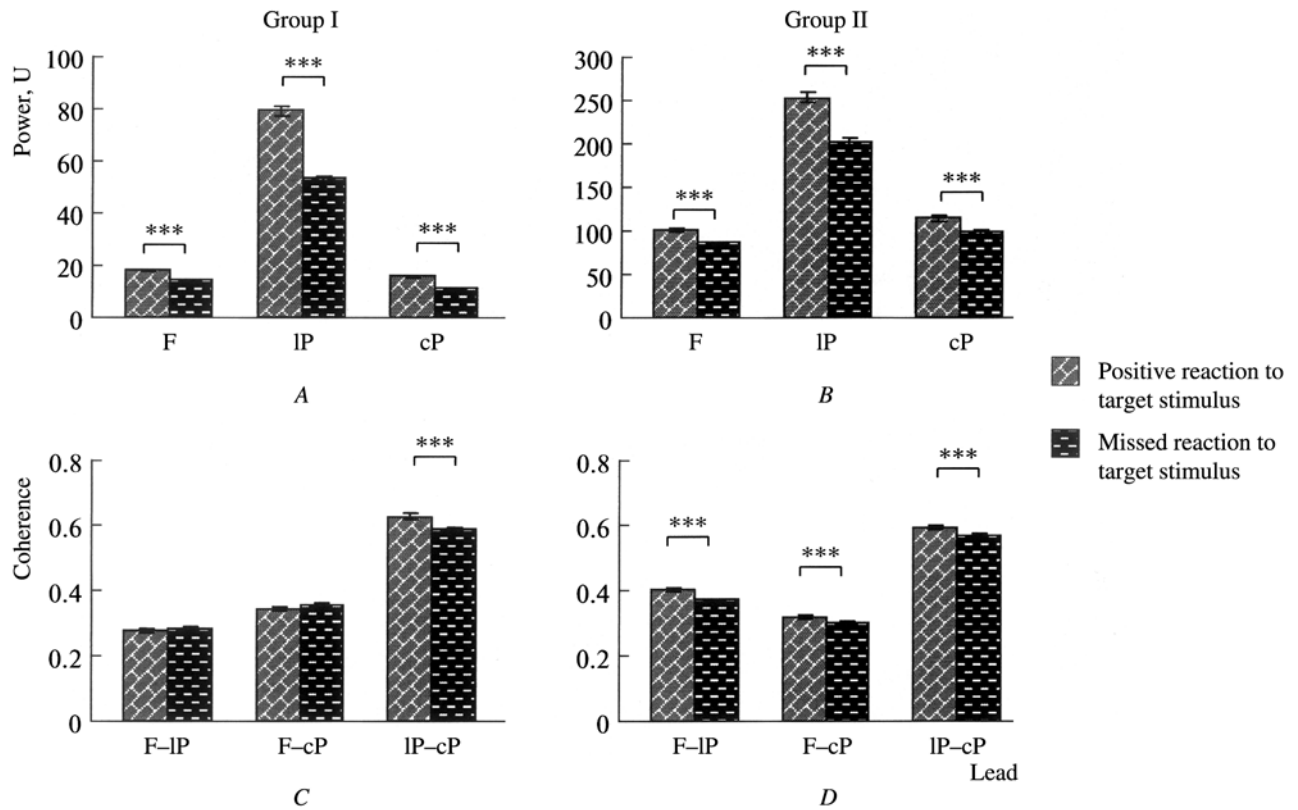 Group I
Power, U
100
80
60
40
20
0
***
***
***
F
lP
cP
A
Group II
300
250
200
150
100
50
0
***
***
***
F
lP
cP
B
Positive reaction to
target stimulus
Missed reaction to
target stimulus
Coherence
0.8
0.6
0.4
0.2
0
***
F–lP
F–cP
lP–cP
C
0.8
0.6
0.4
0.2
0
***
***
***
F–lP
F–cP
lP–cP
Lead
D